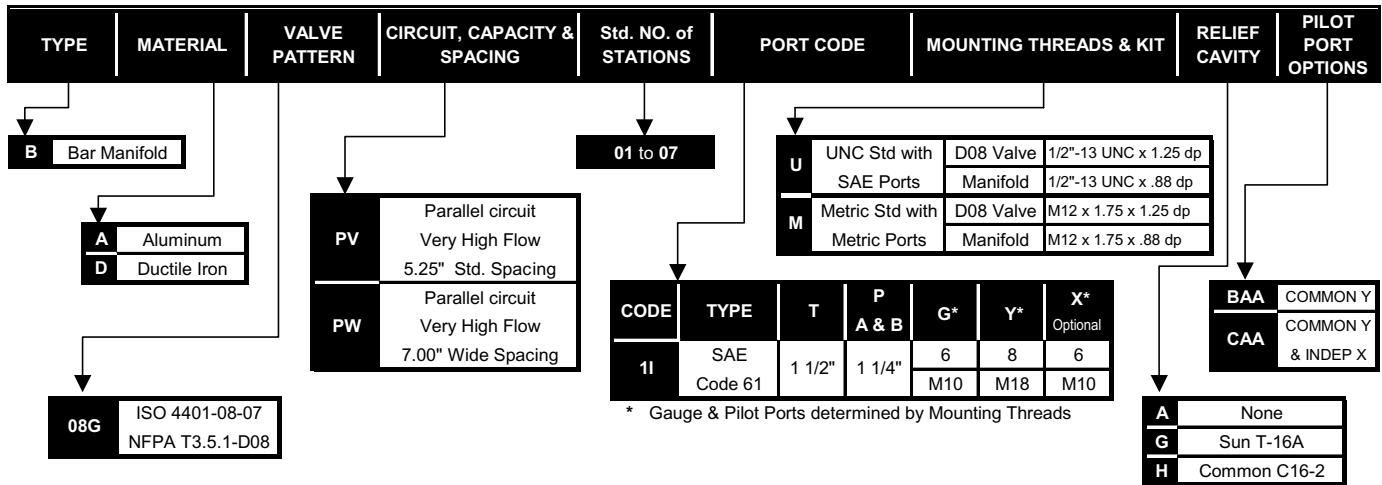 TYPE
MATERIAL
VALVE
PATTERN
CIRCUIT, CAPACITY &
SPACING
Std. NO. of
STATIONS
PORT CODE
MOUNTING THREADS & KIT
RELIEF
CAVITY
PILOT
PORT
OPTIONS
B Bar Manifold
A Aluminum
D Ductile Iron
08G
ISO 4401-08-07
NFPA T3.5.1-D08
PV
Parallel circuit
Very High Flow
5.25" Std. Spacing
PW
Parallel circuit
Very High Flow
7.00" Wide Spacing
01 to 07
U
UNC Std with
SAE Ports
D08 Valve 1/2"-13 UNC x 1.25 dp
Manifold 1/2"-13 UNC x .88 dp
M
Metric Std with
Metric Ports
D08 Valve M12 x 1.75 x 1.25 dp
Manifold M12 x 1.75 x .88 dp
CODE TYPE T
P
A & B
G* Y*
X*
Optional
1I
SAE
Code 61
1 1/2" 1 1/4"
6 8 6
M10 M18 M10
* Gauge & Pilot Ports determined by Mounting Threads
BAA COMMON Y
CAA
COMMON Y
& INDEP X
A None
G Sun T-16A
H Common C16-2